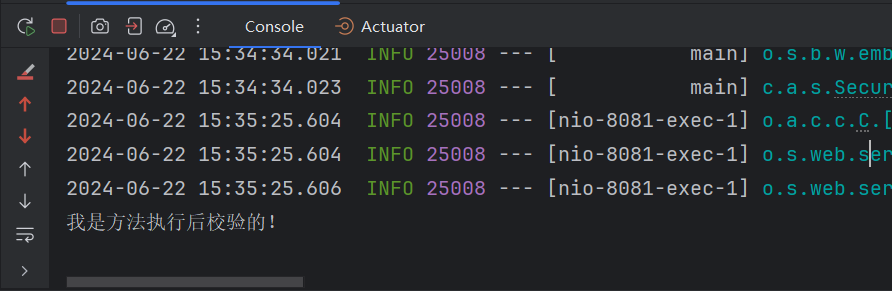 Console Actuator
2024-06-22 15:34:34.021  INFO 25008 --- [           main] o.s.b.w.emb
2024-06-22 15:34:34.023  INFO 25008 --- [           main] c.a.s.Secur
2024-06-22 15:35:25.604  INFO 25008 --- [nio-8081-exec-1] o.a.c.c.C.[
2024-06-22 15:35:25.604  INFO 25008 --- [nio-8081-exec-1] o.s.web.ser
2024-06-22 15:35:25.606  INFO 25008 --- [nio-8081-exec-1] o.s.web.ser
我是方法执行后校验的!